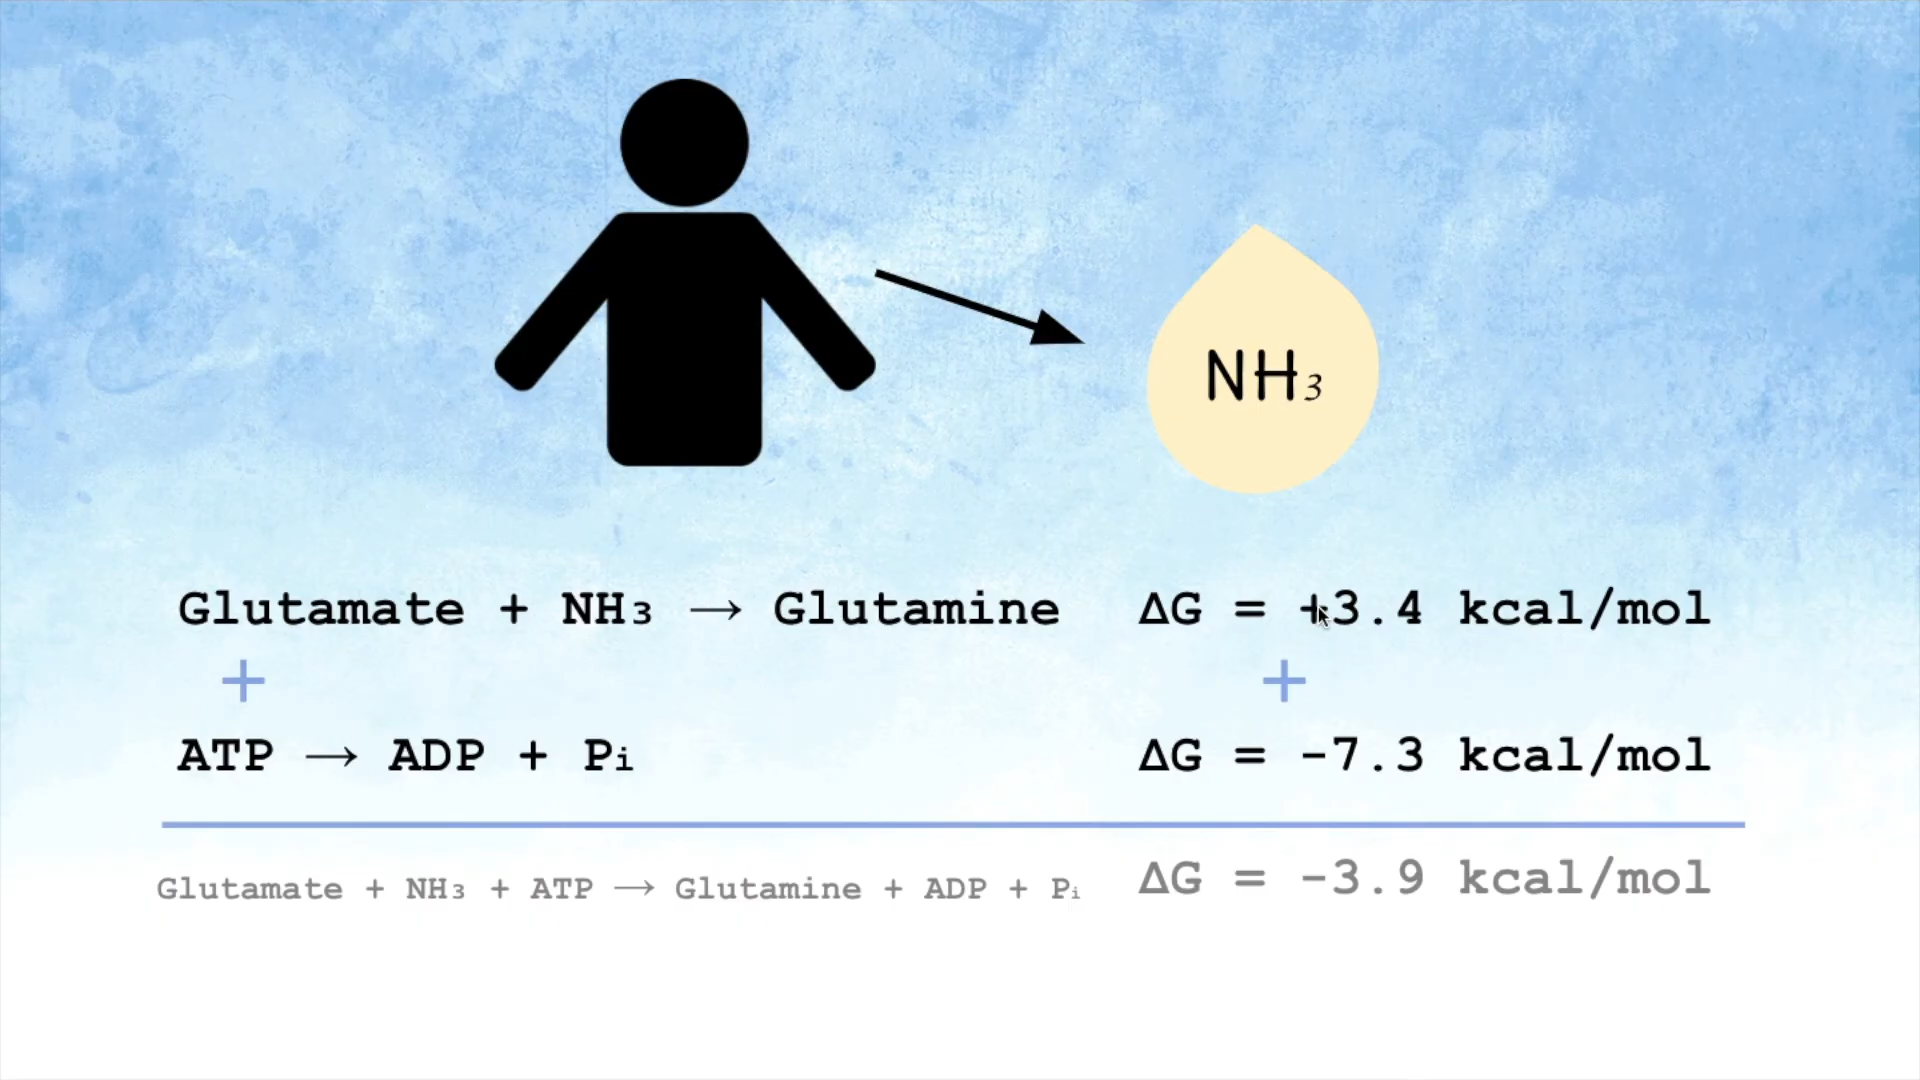 NH₃
Glutamate + NH₃ → Glutamine ΔG = +3.4 kcal/mol
+ +
ATP → ADP + Pi ΔG = -7.3 kcal/mol
Glutamate + NH₃ + ATP → Glutamine + ADP + Pi ΔG = -3.9 kcal/mol